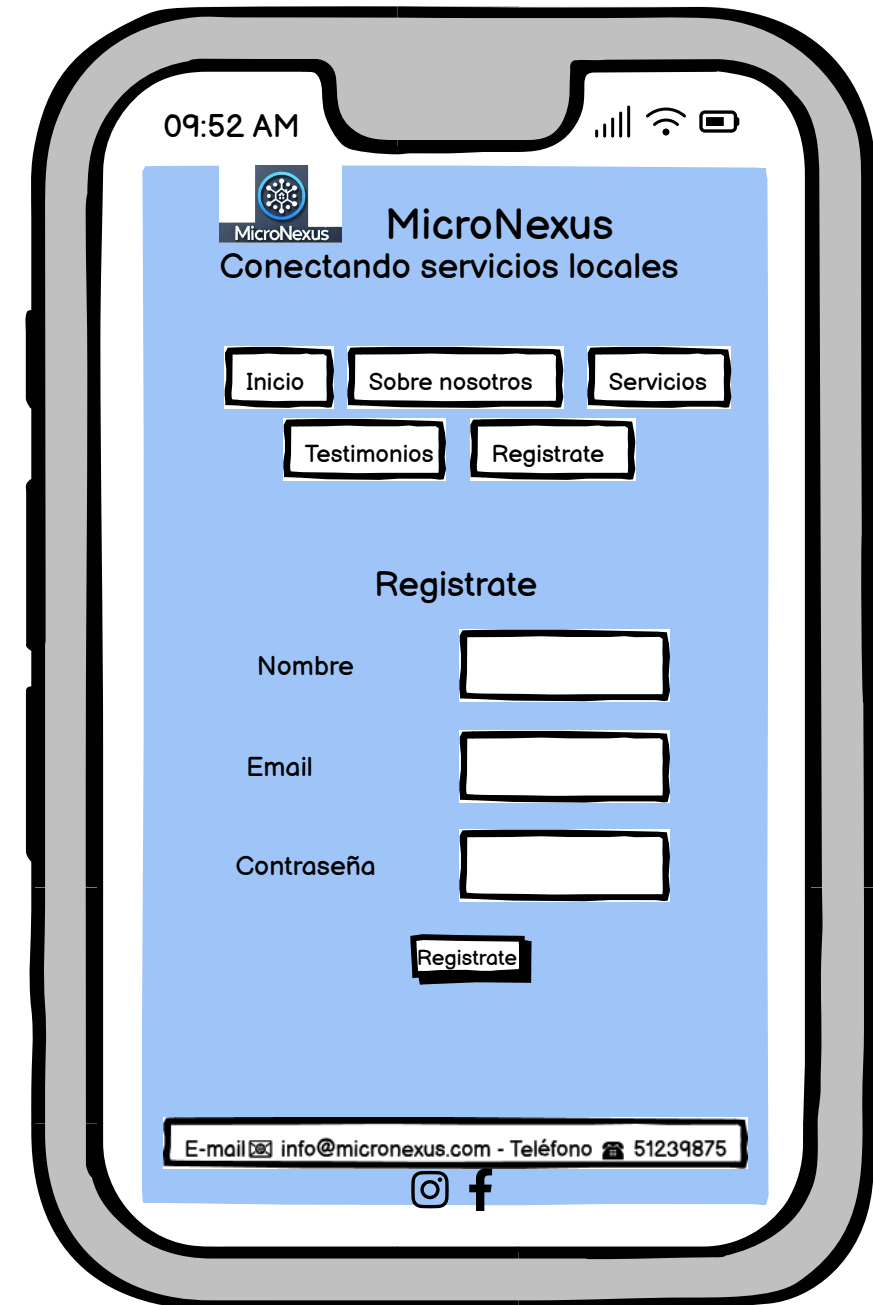 09:52 AM
MicroNexus
MicroNexus
Conectando servicios locales
Inicio
Sobre nosotros
Servicios
Testimonios
Registrate
Registrate
Nombre
Email
Contraseña
Registrate
E-mail info@micronexus.com - Teléfono 51239875